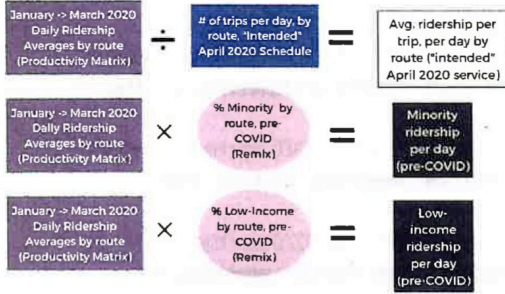 January -> March 2020
Daily Ridership
Averages by route
(Productivity Matrix)
÷
# of trips per day, by
route, "Intended"
April 2020 Schedule
=
Avg. ridership per
trip, per day by
route ("intended"
April 2020 service)
January -> March 2020
Daily Ridership
Averages by route
(Productivity Matrix)
×
% Minority by
route, pre-
COVID
(Remix)
=
Minority
ridership
per day
(pre-COVID)
January -> March 2020
Daily Ridership
Averages by route
(Productivity Matrix)
×
% Low-Income
by route, pre-
COVID
(Remix)
=
Low-
income
ridership
per day
(pre-COVID)